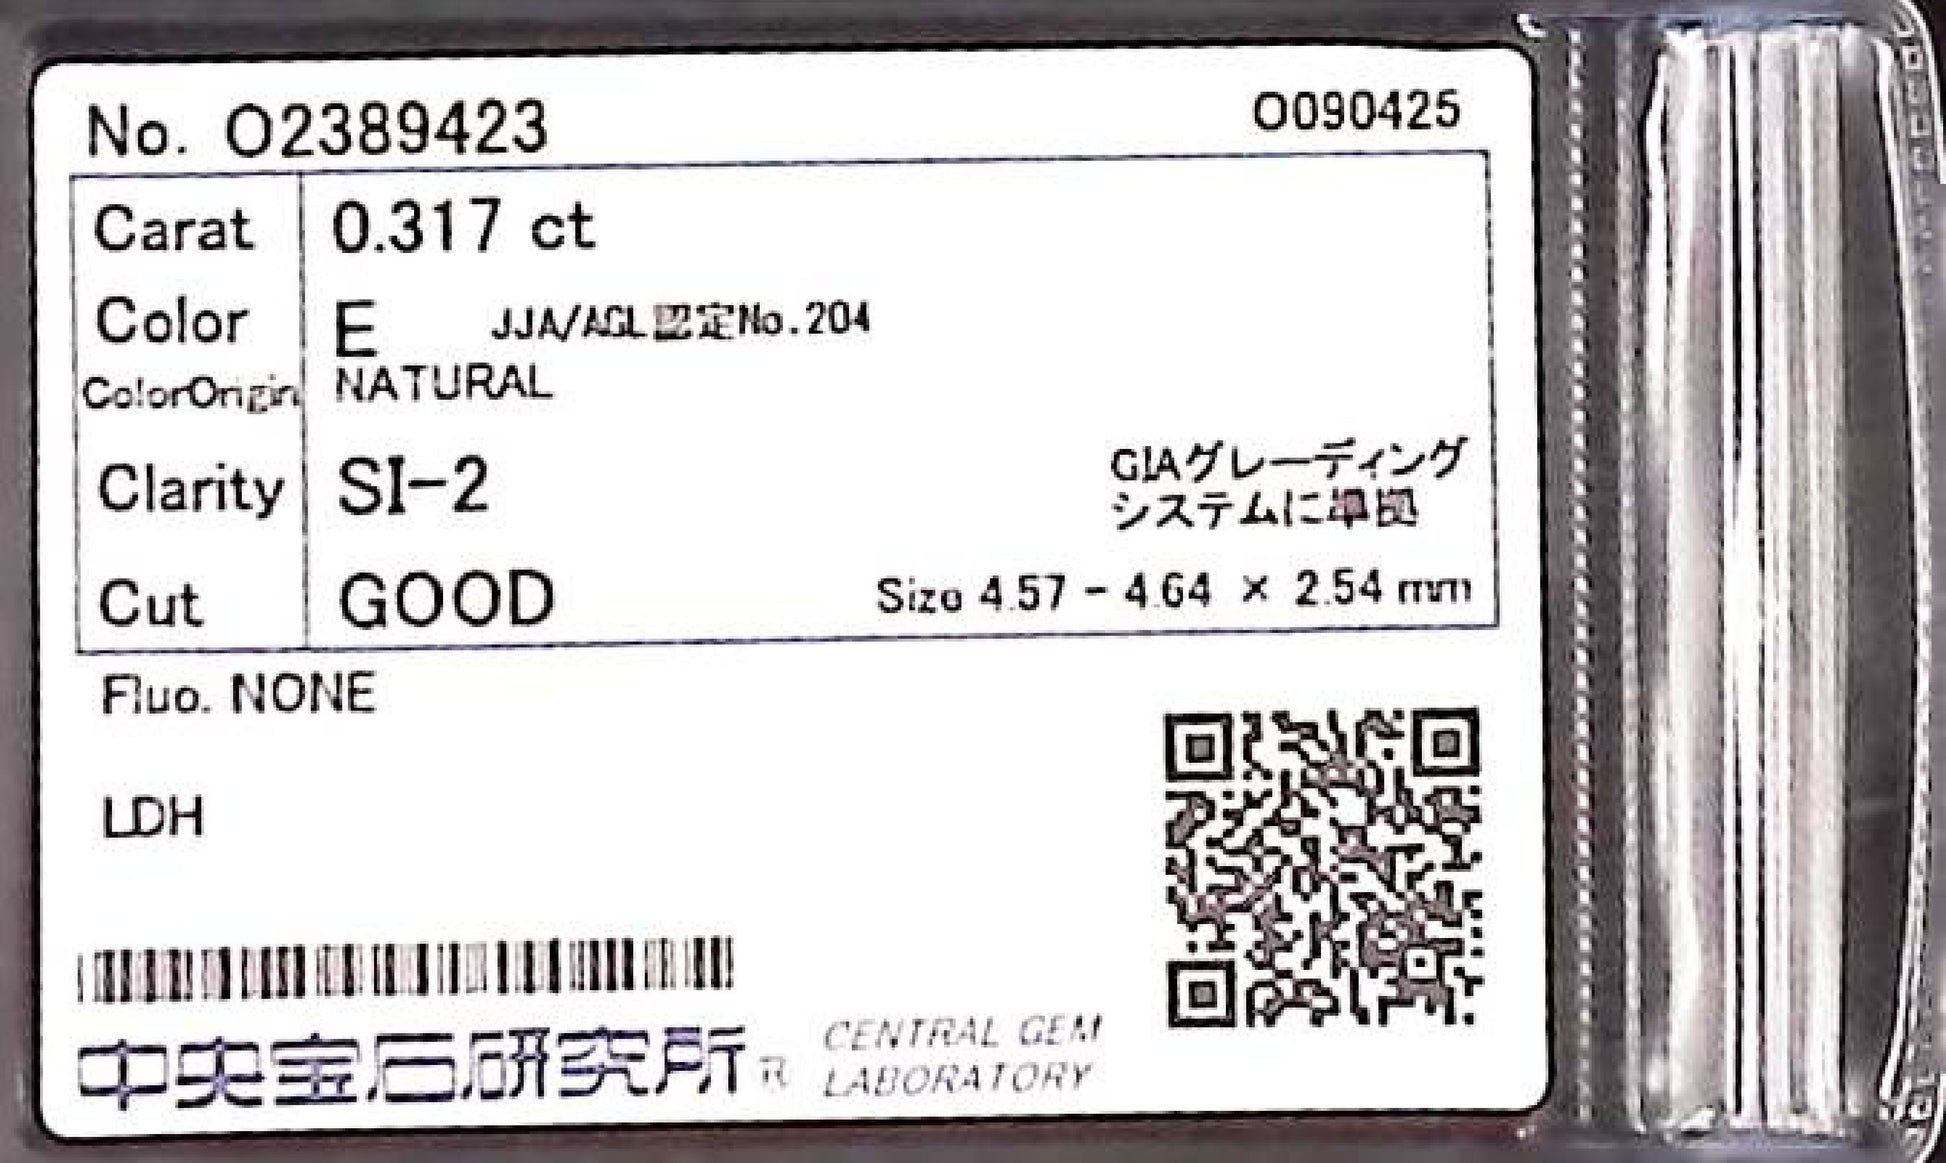 No. O2389423 O090425
Carat 0.317 ct
Color E JJA/AGL認定No.204
ColorOrigin NATURAL
Clarity SI-2 GIAグレーディング
システムに準拠
Cut GOOD Size 4.57 - 4.64 × 2.54 mm
Fluo. NONE
LDH
中央宝石研究所® CENTRAL GEM
LABORATORY